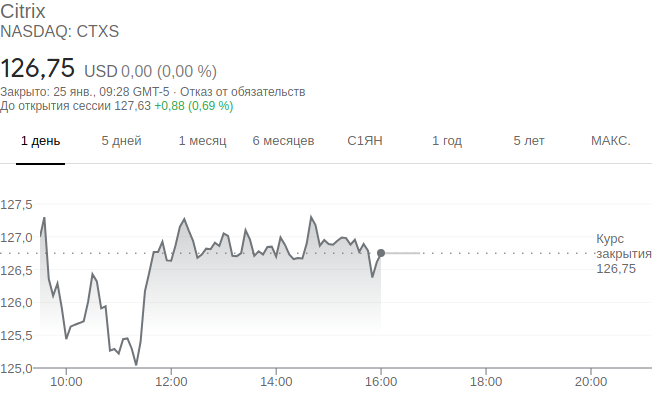 Citrix
NASDAQ: CTXS
126,75 USD 0,00 (0,00 %)
Закрыто: 25 янв., 09:28 GMT-5 · Отказ от обязательств
До открытия сессии 127,63 +0,88 (0,69 %)
1 день 5 дней 1 месяц 6 месяцев С1ЯН 1 год 5 лет МАКС.
127,5
127,0
126,5
126,0
125,5
125,0
Курс
закрытия
126,75
10:00 12:00 14:00 16:00 18:00 20:00